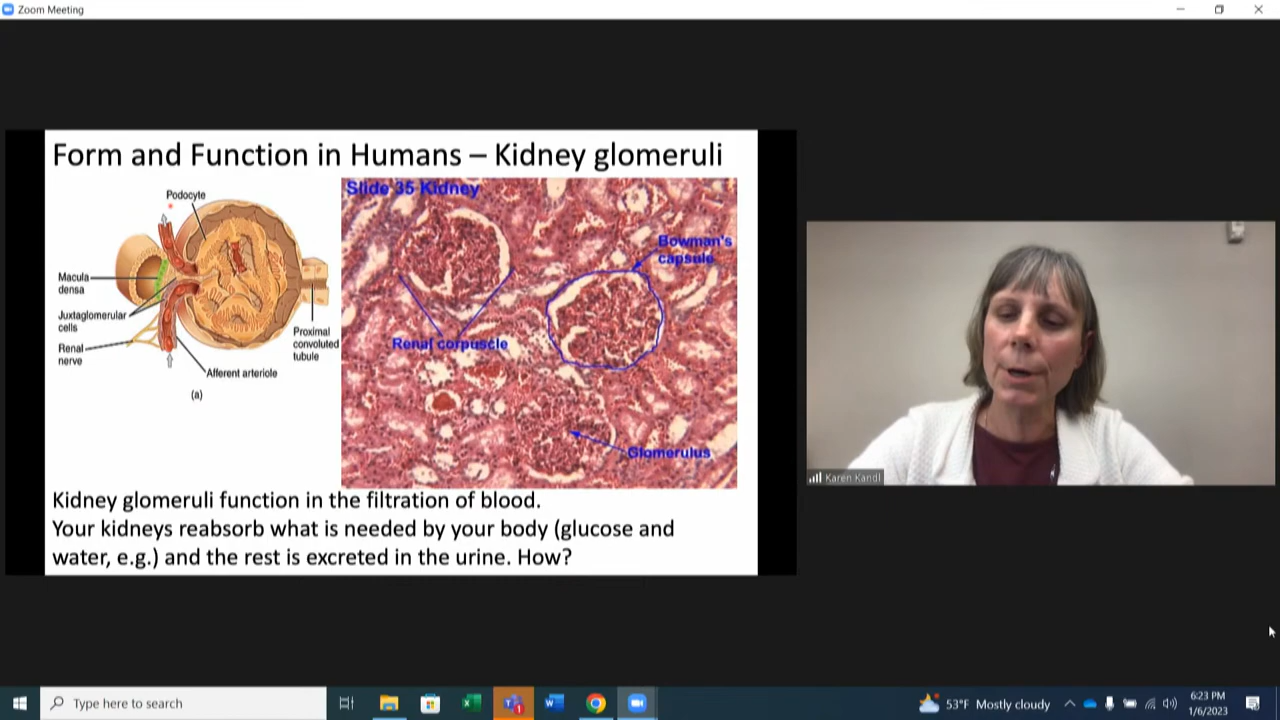 Zoom Meeting
Form and Function in Humans – Kidney glomeruli
Podocyte
Macula
densa
Juxtaglomerular
cells
Renal
nerve
Proximal
convoluted
tubule
Afferent arteriole
(a)
Slide 35 Kidney
Bowman's
capsule
Renal corpuscle
Glomerulus
Kidney glomeruli function in the filtration of blood.
Your kidneys reabsorb what is needed by your body (glucose and
water, e.g.) and the rest is excreted in the urine. How?
Karen Kandl
Type here to search
53°F Mostly cloudy
6:23 PM
1/6/2023